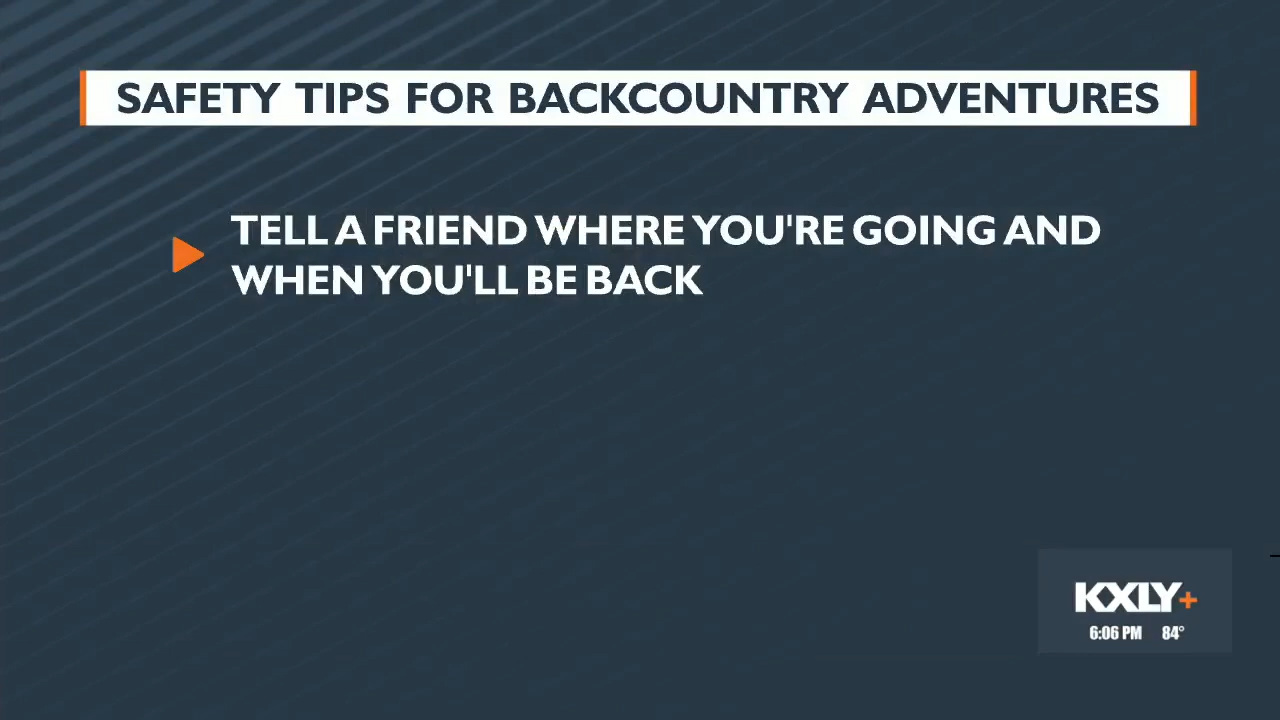 SAFETY TIPS FOR BACKCOUNTRY ADVENTURES
TELL A FRIEND WHERE YOU'RE GOING AND
WHEN YOU'LL BE BACK
KXLY+
6:06 PM 84°